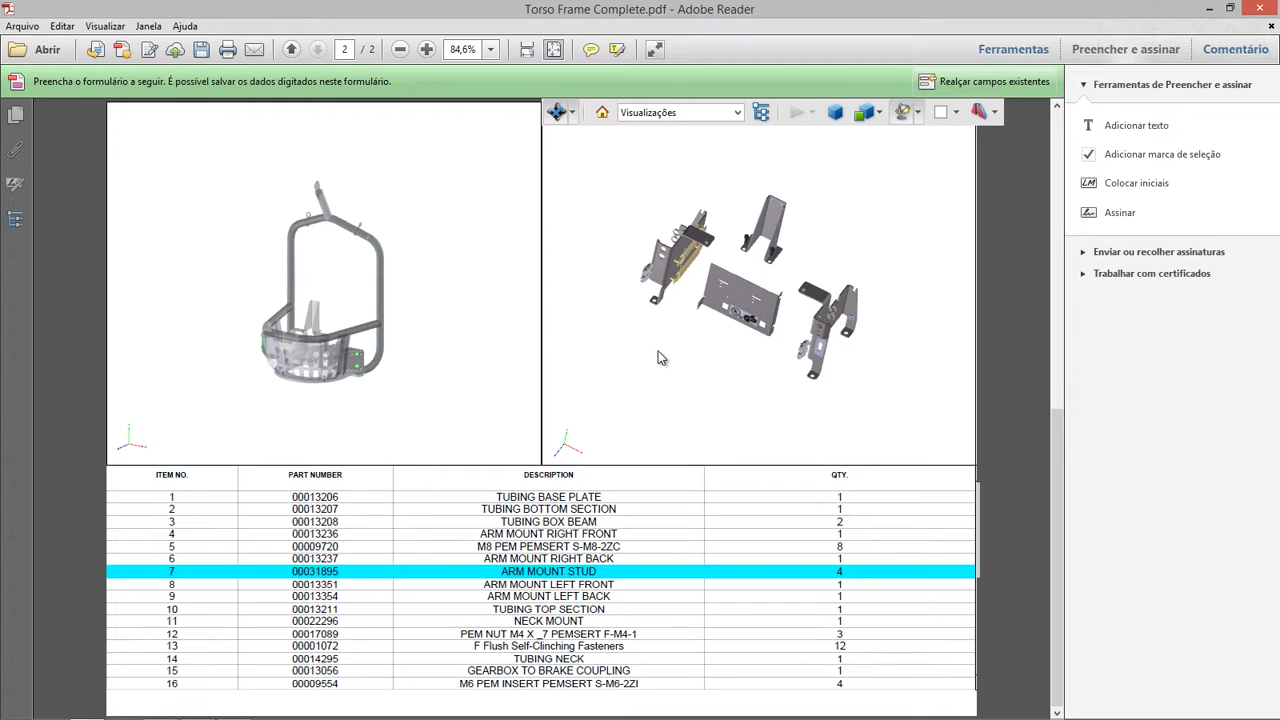 Torso Frame Complete.pdf - Adobe Reader
Arquivo Editar Visualizar Janela Ajuda
Abrir 2 / 2 84,6% Ferramentas Preencher e assinar Comentário
Preencha o formulário a seguir. É possível salvar os dados digitados neste formulário. Realçar campos existentes
Visualizações
Ferramentas de Preencher e assinar
T Adicionar texto
Adicionar marca de seleção
LM Colocar iniciais
Assinar
Enviar ou recolher assinaturas
Trabalhar com certificados
ITEM NO. PART NUMBER DESCRIPTION QTY.
1 00013206 TUBING BASE PLATE 1
2 00013207 TUBING BOTTOM SECTION 1
3 00013208 TUBING BOX BEAM 2
4 00013236 ARM MOUNT RIGHT FRONT 1
5 00009720 M8 PEM PEMSERT S-M8-2ZC 8
6 00013237 ARM MOUNT RIGHT BACK 1
7 00031895 ARM MOUNT STUD 4
8 00013351 ARM MOUNT LEFT FRONT 1
9 00013354 ARM MOUNT LEFT BACK 1
10 00013211 TUBING TOP SECTION 1
11 00022296 NECK MOUNT 1
12 00017089 PEM NUT M4 X _7 PEMSERT F-M4-1 3
13 00001072 F Flush Self-Clinching Fasteners 12
14 00014295 TUBING NECK 1
15 00013056 GEARBOX TO BRAKE COUPLING 1
16 00009554 M6 PEM INSERT PEMSERT S-M6-2ZI 4